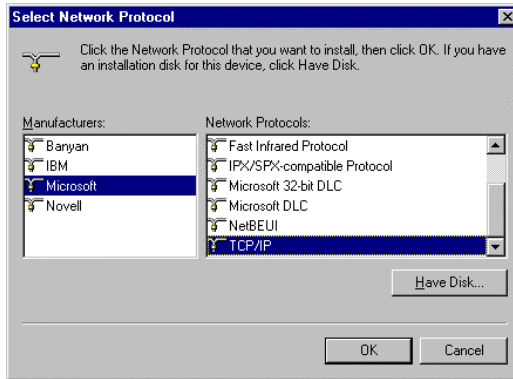 Select Network Protocol
Click the Network Protocol that you want to install, then click OK. If you have
an installation disk for this device, click Have Disk.
Manufacturers:
Banyan
IBM
Microsoft
Novell
Network Protocols:
Fast Infrared Protocol
IPX/SPX-compatible Protocol
Microsoft 32-bit DLC
Microsoft DLC
NetBEUI
TCP/IP
Have Disk...
OK
Cancel